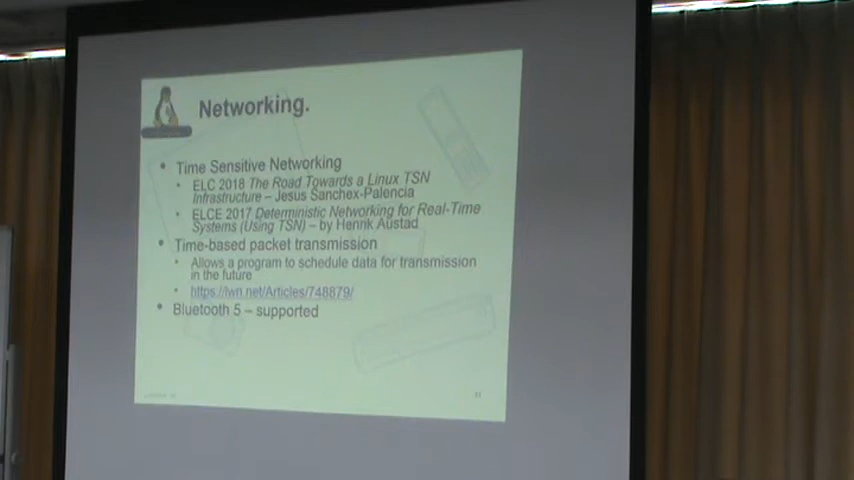 Networking.
• Time Sensitive Networking
• ELC 2018 The Road Towards a Linux TSN
Infrastructure – Jesus Sanchex-Palencia
• ELCE 2017 Deterministic Networking for Real-Time
Systems (Using TSN) – by Henrik Austad
• Time-based packet transmission
• Allows a program to schedule data for transmission
in the future
• https://lwn.net/Articles/748879/
• Bluetooth 5 – supported